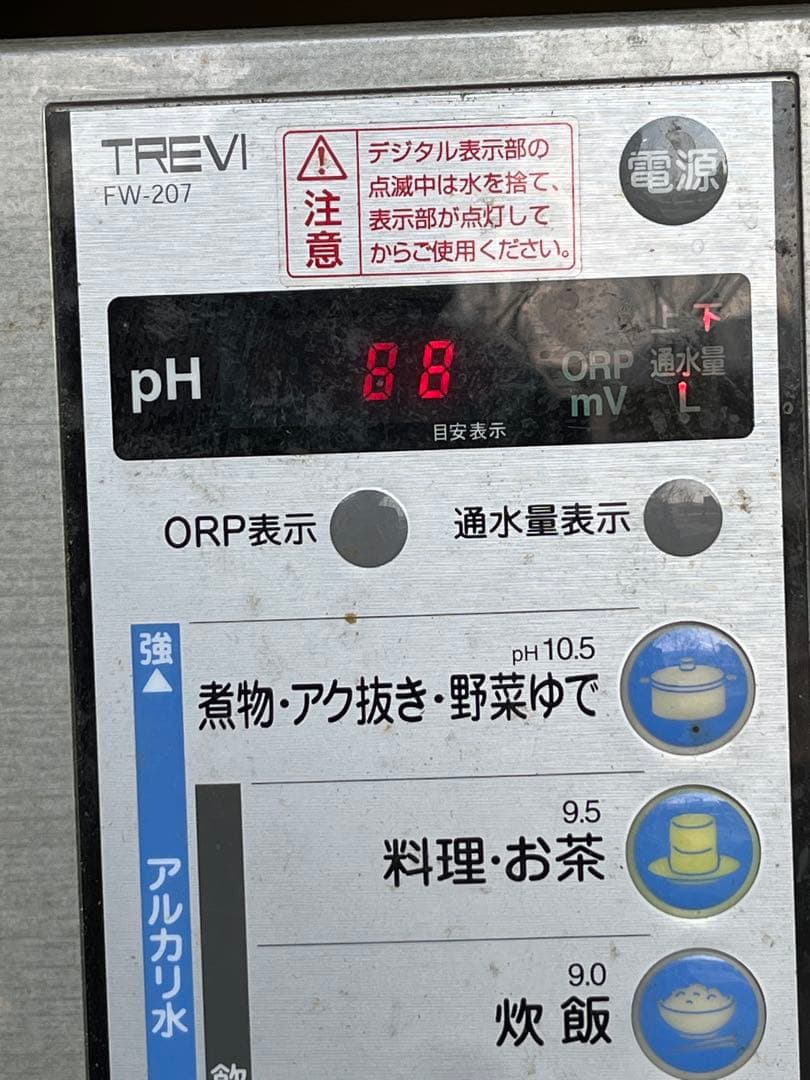 TREVI
FW-207
注意
デジタル表示部の
点滅中は水を捨て、
表示部が点灯して
からご使用ください。
電源
上 下
pH 88 ORP 通水量
mV L
目安表示
ORP表示 通水量表示
強
pH10.5
煮物・アク抜き・野菜ゆで
9.5
料理・お茶
アルカリ水
9.0
炊飯
飲